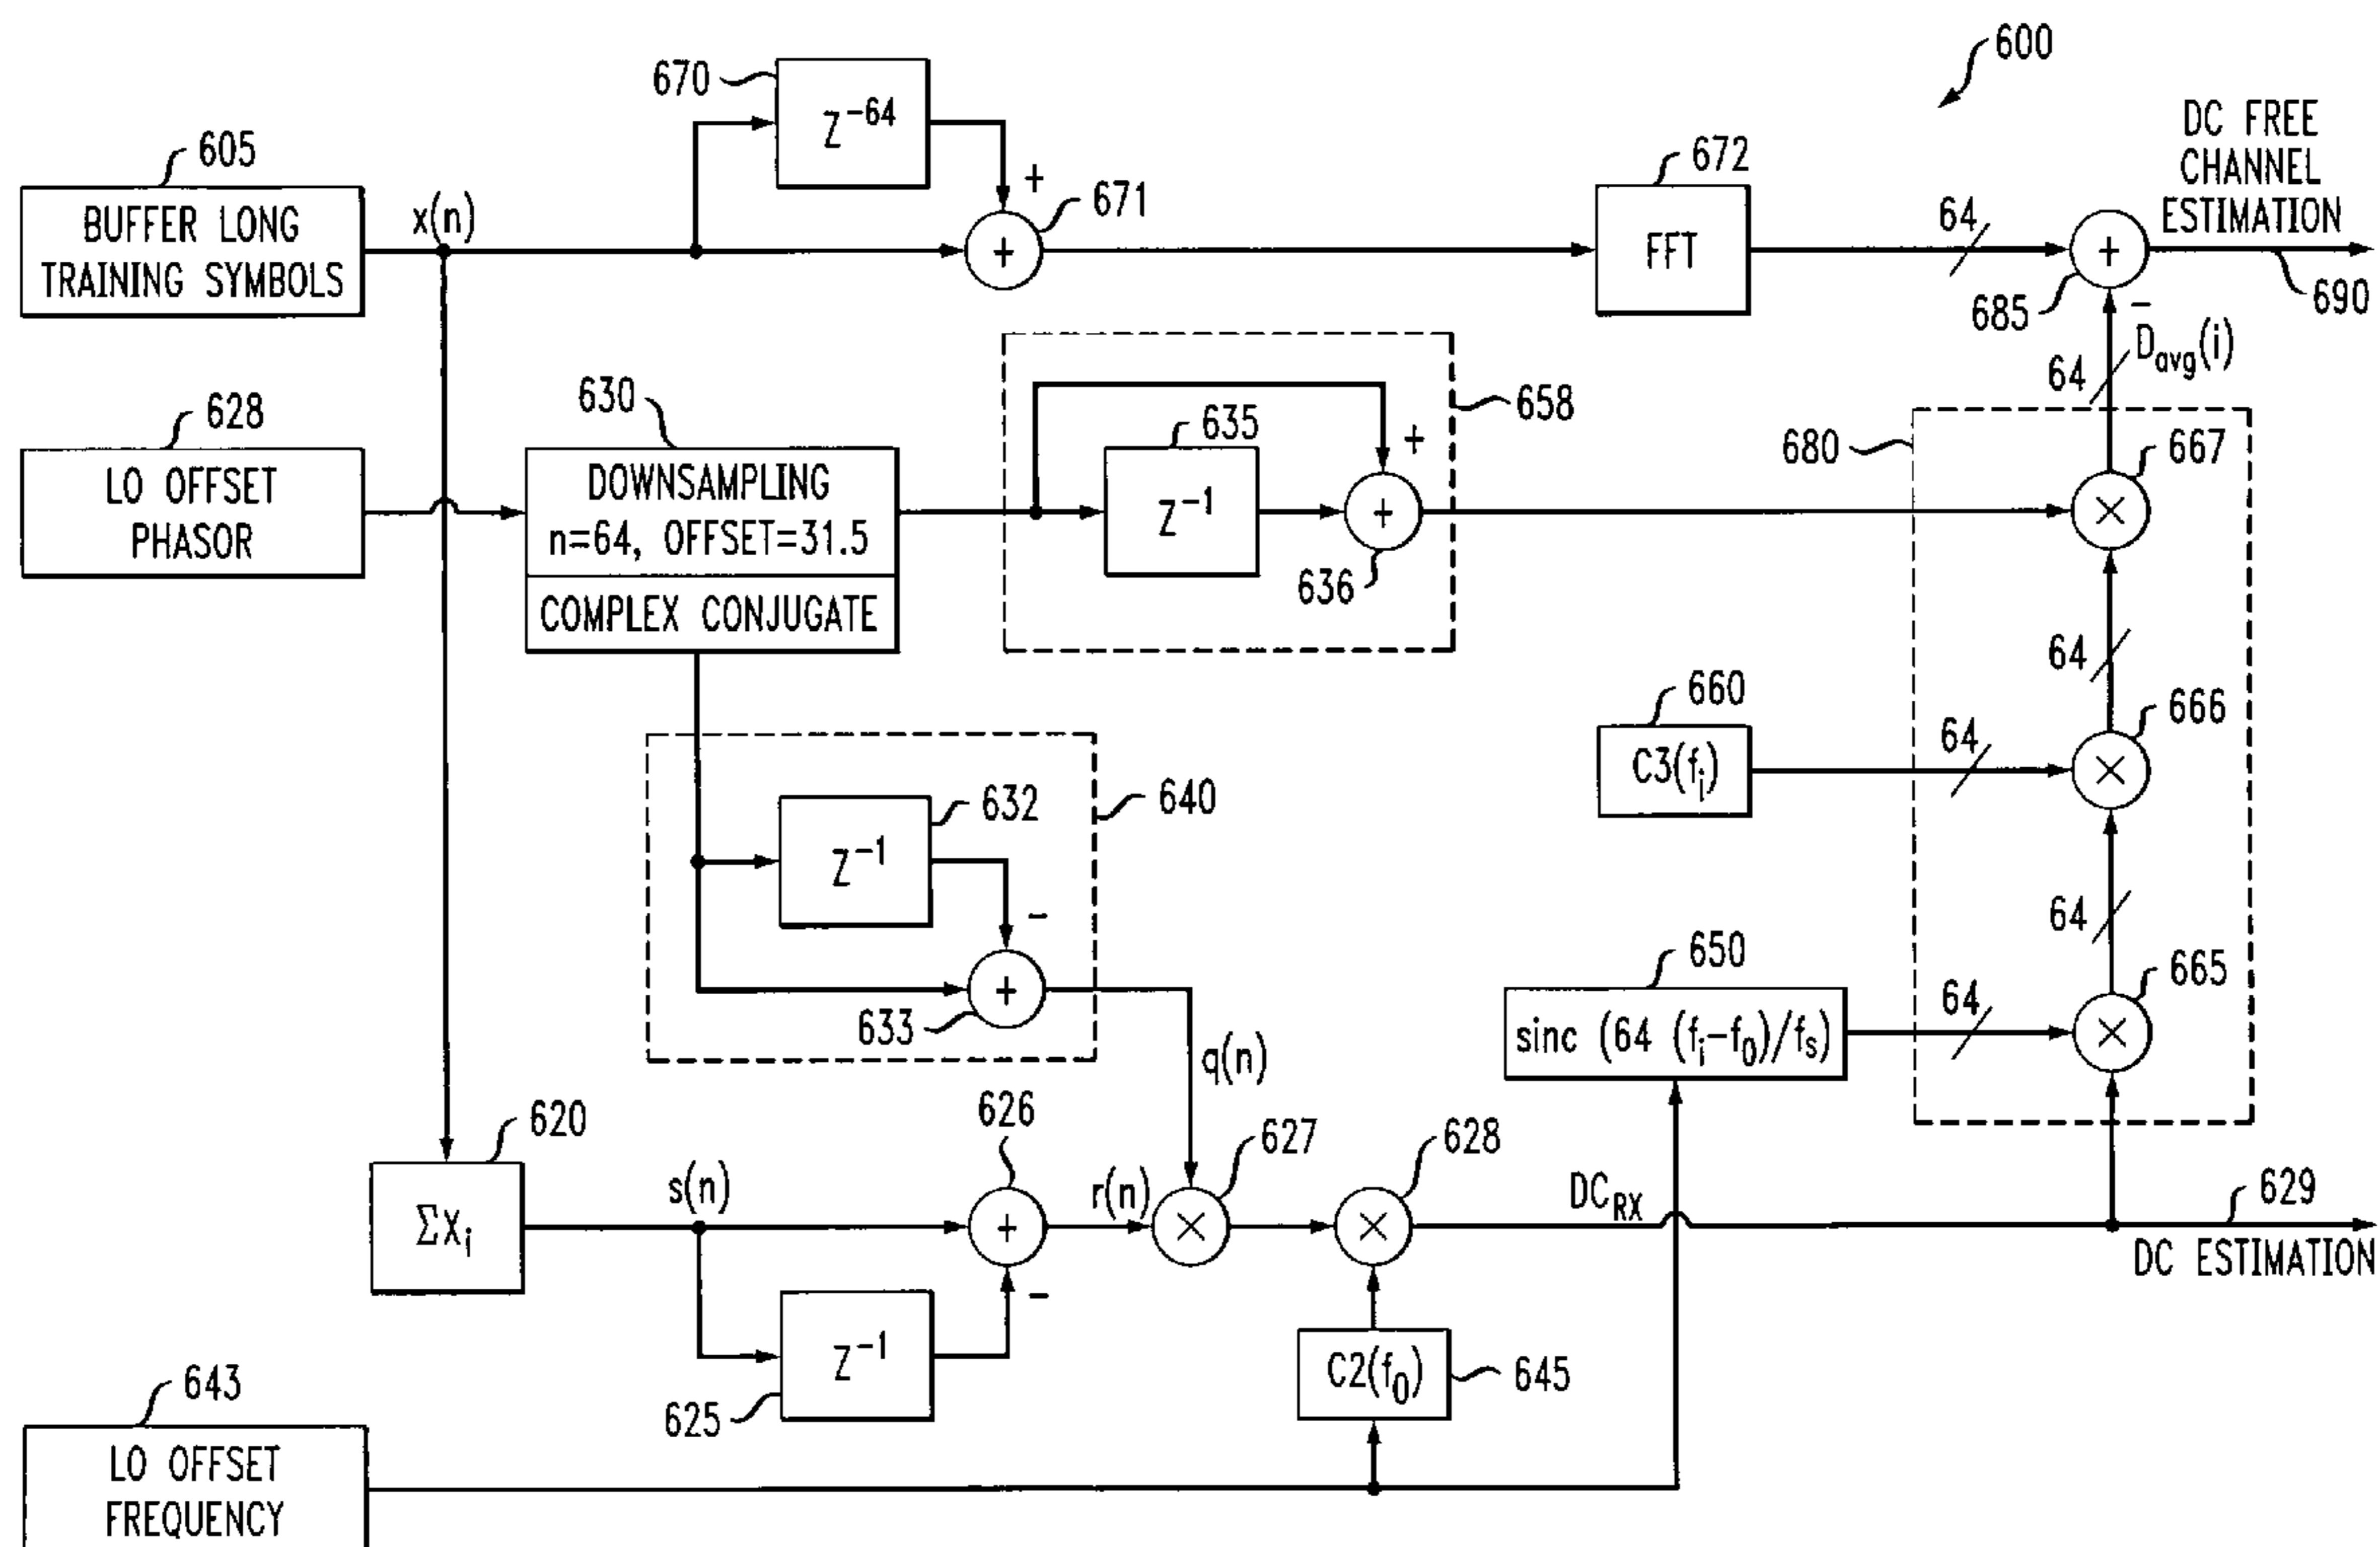 600
670
Z⁻⁶⁴
605
BUFFER LONG
TRAINING SYMBOLS
x(n)
+
+
671
672
FFT
64
+
685
-
DC FREE
CHANNEL
ESTIMATION
690
64
D_avg(i)
628
LO OFFSET
PHASOR
630
DOWNSAMPLING
n=64, OFFSET=31.5
COMPLEX CONJUGATE
658
635
Z⁻¹
+
+
636
680
667
×
64
660
C3(f_i)
64
666
×
64
640
632
Z⁻¹
-
+
633
q(n)
650
sinc (64 (f_i-f_0)/f_s)
64
665
×
620
Σx_i
s(n)
626
+
-
r(n)
627
×
628
×
DC_RX
629
DC ESTIMATION
625
Z⁻¹
C2(f_0)
645
643
LO OFFSET
FREQUENCY